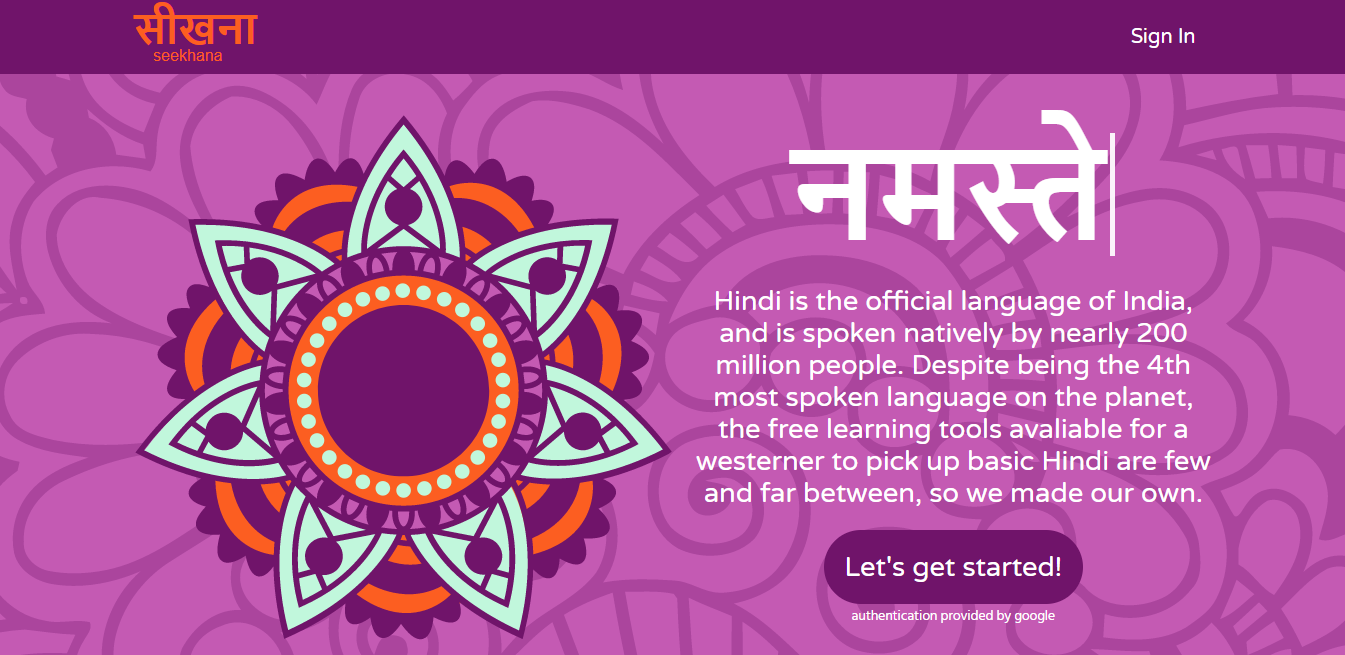 सीखना
seekhana
Sign In
नमस्ते
Hindi is the official language of India,
and is spoken natively by nearly 200
million people. Despite being the 4th
most spoken language on the planet,
the free learning tools avaliable for a
westerner to pick up basic Hindi are few
and far between, so we made our own.
Let's get started!
authentication provided by google